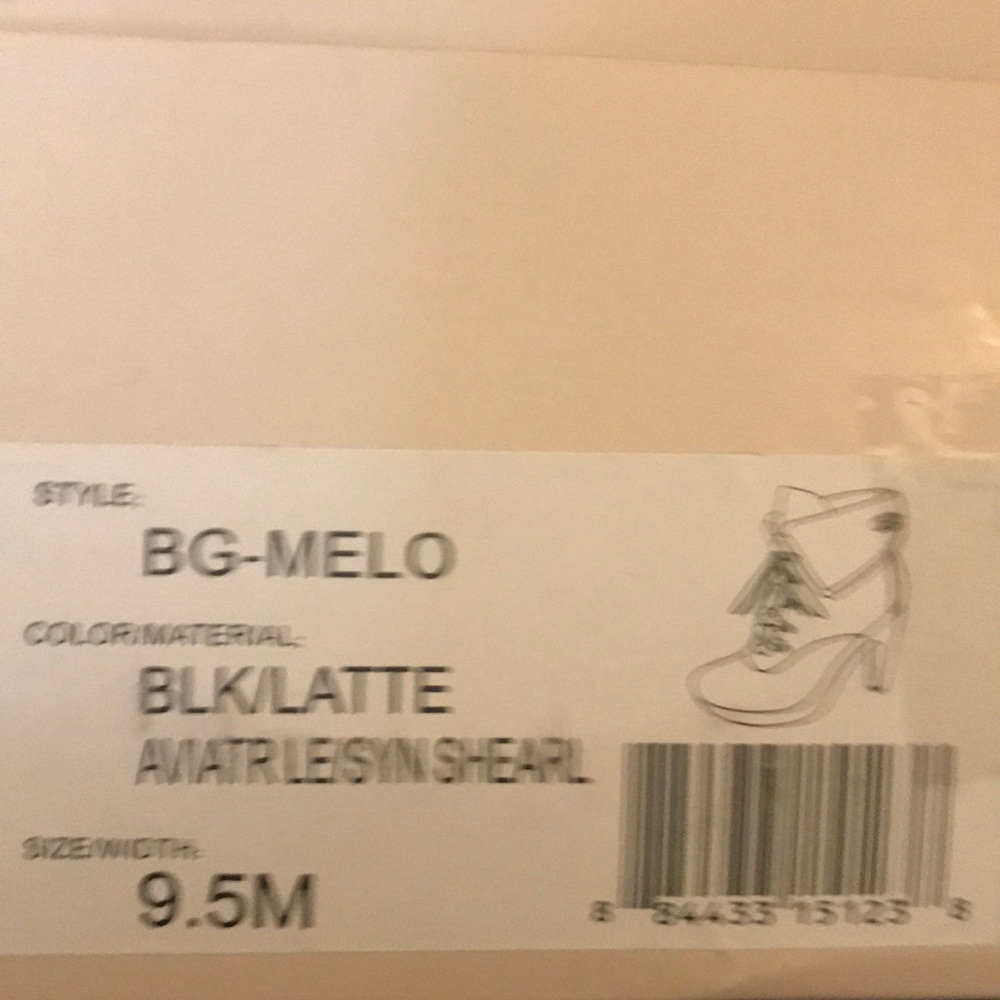 STYLE:
BG-MELO
COLOR/MATERIAL:
BLK/LATTE
AVIATR LE/SYN SHEARL
SIZE/WIDTH:
9.5M
8 84433 15123 8